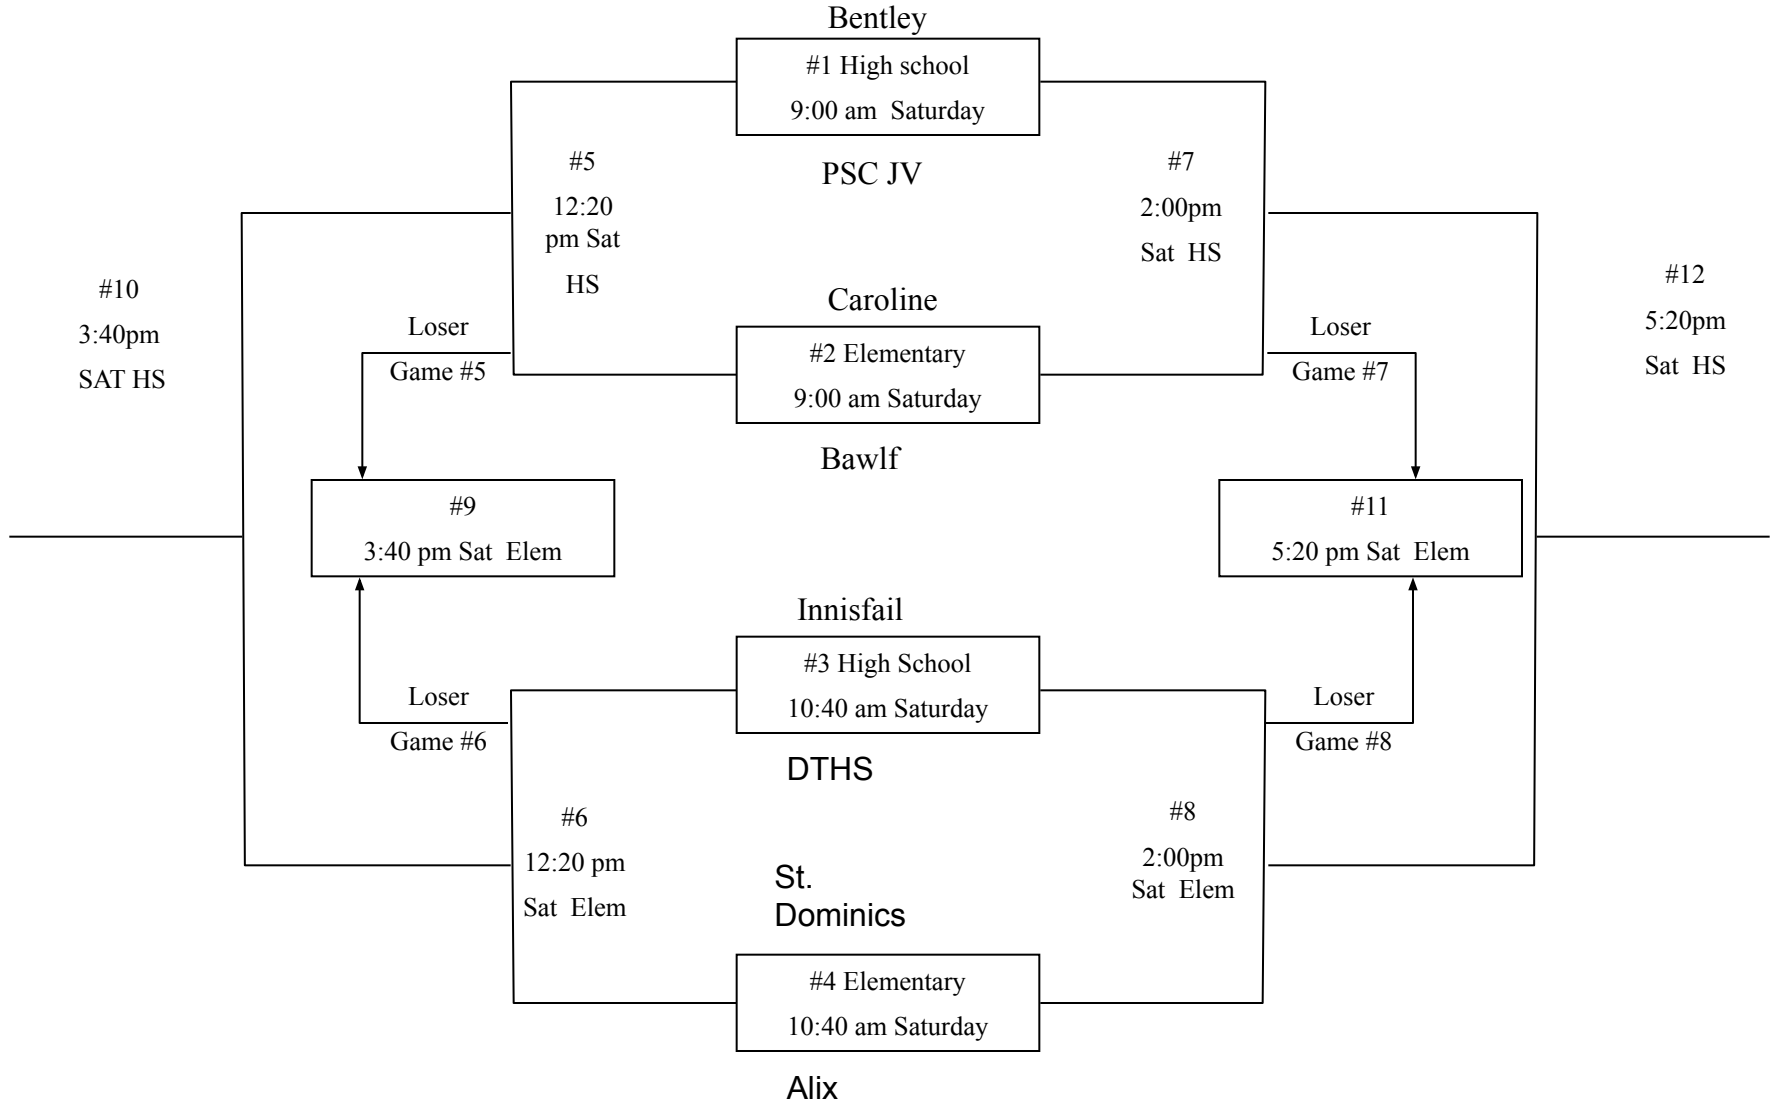 Bentley
#1 High school
9:00 am  Saturday
PSC JV
#5
12:20
pm Sat
HS
#7
2:00pm
Sat  HS
#10
3:40pm
SAT HS
#12
5:20pm
Sat  HS
Caroline
#2 Elementary
9:00 am Saturday
Bawlf
Loser
Game #5
Loser
Game #7
#9
3:40 pm Sat  Elem
#11
5:20 pm Sat  Elem
Innisfail
#3 High School
10:40 am Saturday
DTHS
Loser
Game #6
Loser
Game #8
#6
12:20 pm
Sat  Elem
#8
2:00pm
Sat  Elem
St.
Dominics
#4 Elementary
10:40 am Saturday
Alix